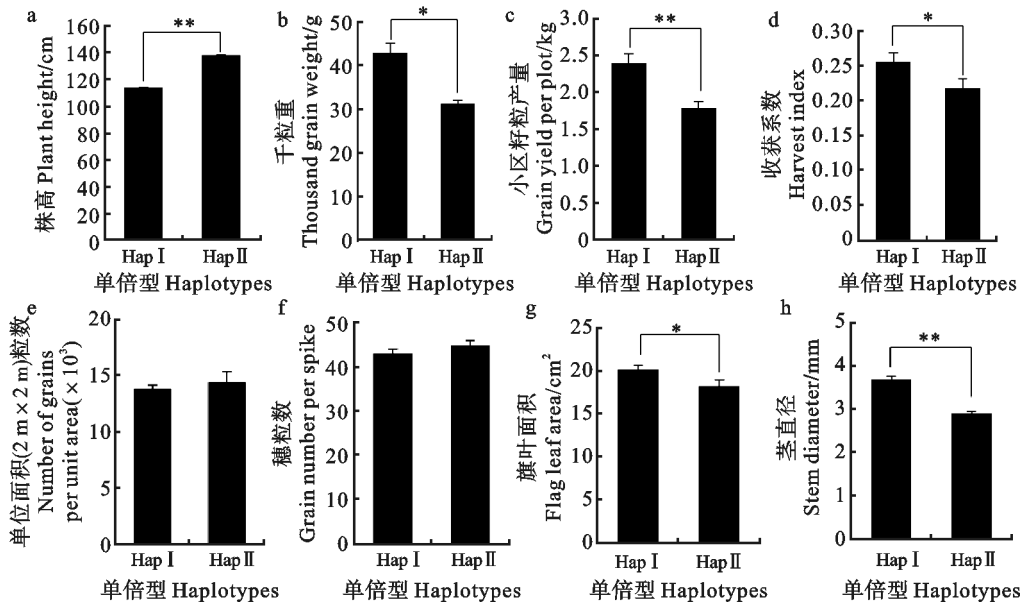 a
株高 Plant height/cm
160
140
120
100
80
60
40
20
0
**
Hap Ⅰ
Hap Ⅱ
单倍型 Haplotypes
b
千粒重
Thousand grain weight/g
50
40
30
20
10
0
*
Hap Ⅰ
Hap Ⅱ
单倍型 Haplotypes
c
小区籽粒产量
Grain yield per plot/kg
3.0
2.5
2.0
1.5
1.0
0.5
0
**
Hap Ⅰ
Hap Ⅱ
单倍型 Haplotypes
d
收获系数
Harvest index
0.30
0.25
0.20
0.15
0.10
0.05
0
*
Hap Ⅰ
Hap Ⅱ
单倍型 Haplotypes
e
单位面积(2 m × 2 m)粒数
Number of grains
per unit area( × 10³)
20
15
10
5
0
Hap Ⅰ
Hap Ⅱ
单倍型 Haplotypes
f
穗粒数
Grain number per spike
50
40
30
20
10
0
Hap Ⅰ
Hap Ⅱ
单倍型 Haplotypes
g
旗叶面积
Flag leaf area/cm²
25
20
15
10
5
0
*
Hap Ⅰ
Hap Ⅱ
单倍型 Haplotypes
h
茎直径
Stem diameter/mm
5
4
3
2
1
0
**
Hap Ⅰ
Hap Ⅱ
单倍型 Haplotypes